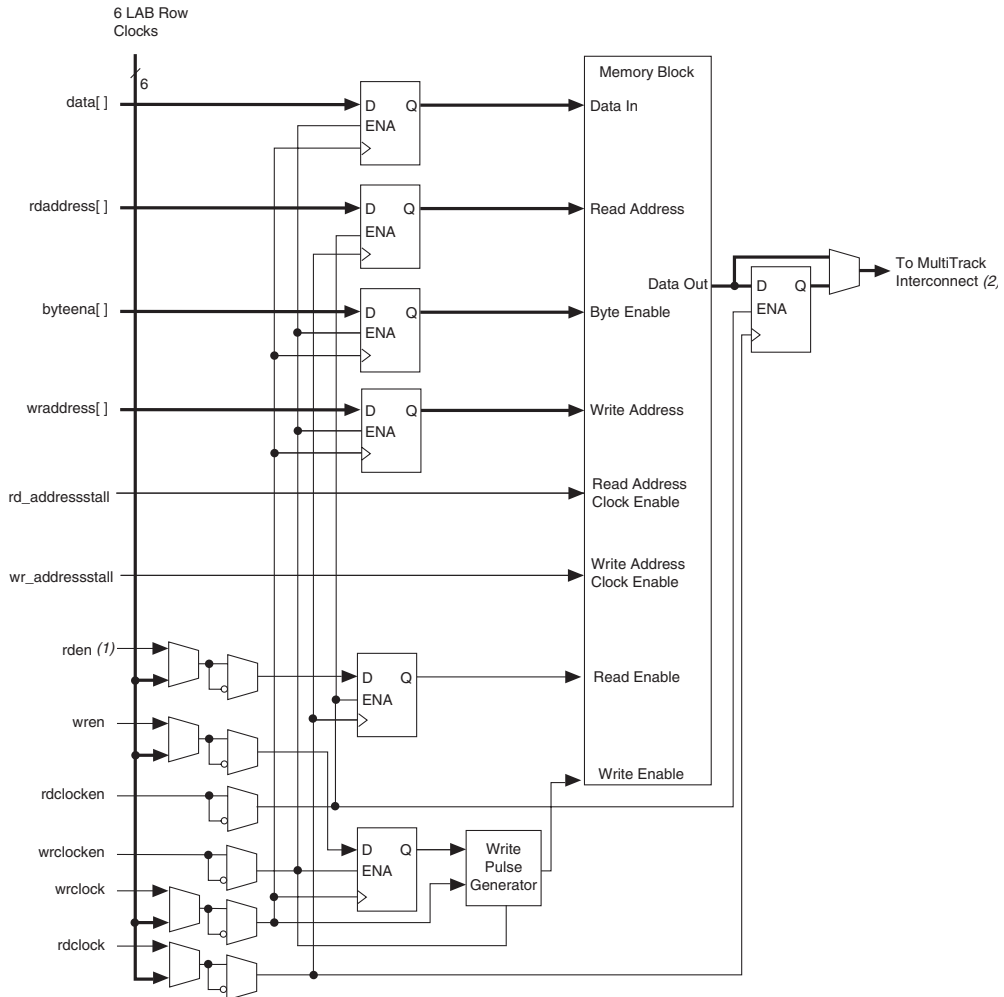 6 LAB Row
Clocks
6
Memory Block
data[ ]
D Q
ENA
Data In
rdaddress[ ]
D Q
ENA
Read Address
To MultiTrack
Interconnect (2)
Data Out
D Q
ENA
byteena[ ]
D Q
ENA
Byte Enable
wraddress[ ]
D Q
ENA
Write Address
rd_addressstall
Read Address
Clock Enable
wr_addressstall
Write Address
Clock Enable
rden (1)
D Q
ENA
Read Enable
wren
Write Enable
rdclocken
wrclocken
D Q
ENA
Write
Pulse
Generator
wrclock
rdclock